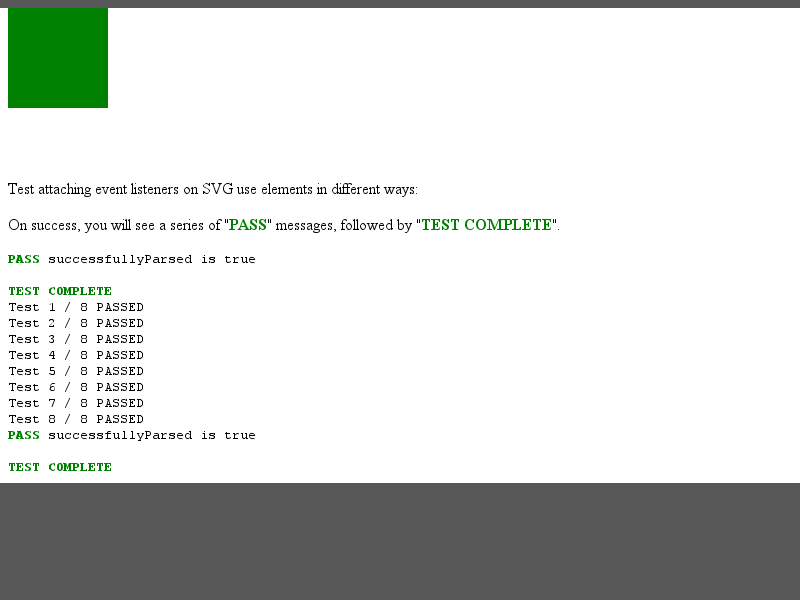 Test attaching event listeners on SVG use elements in different ways:
On success, you will see a series of "PASS" messages, followed by "TEST COMPLETE".
PASS successfullyParsed is true
TEST COMPLETE
Test 1 / 8 PASSED
Test 2 / 8 PASSED
Test 3 / 8 PASSED
Test 4 / 8 PASSED
Test 5 / 8 PASSED
Test 6 / 8 PASSED
Test 7 / 8 PASSED
Test 8 / 8 PASSED
PASS successfullyParsed is true
TEST COMPLETE